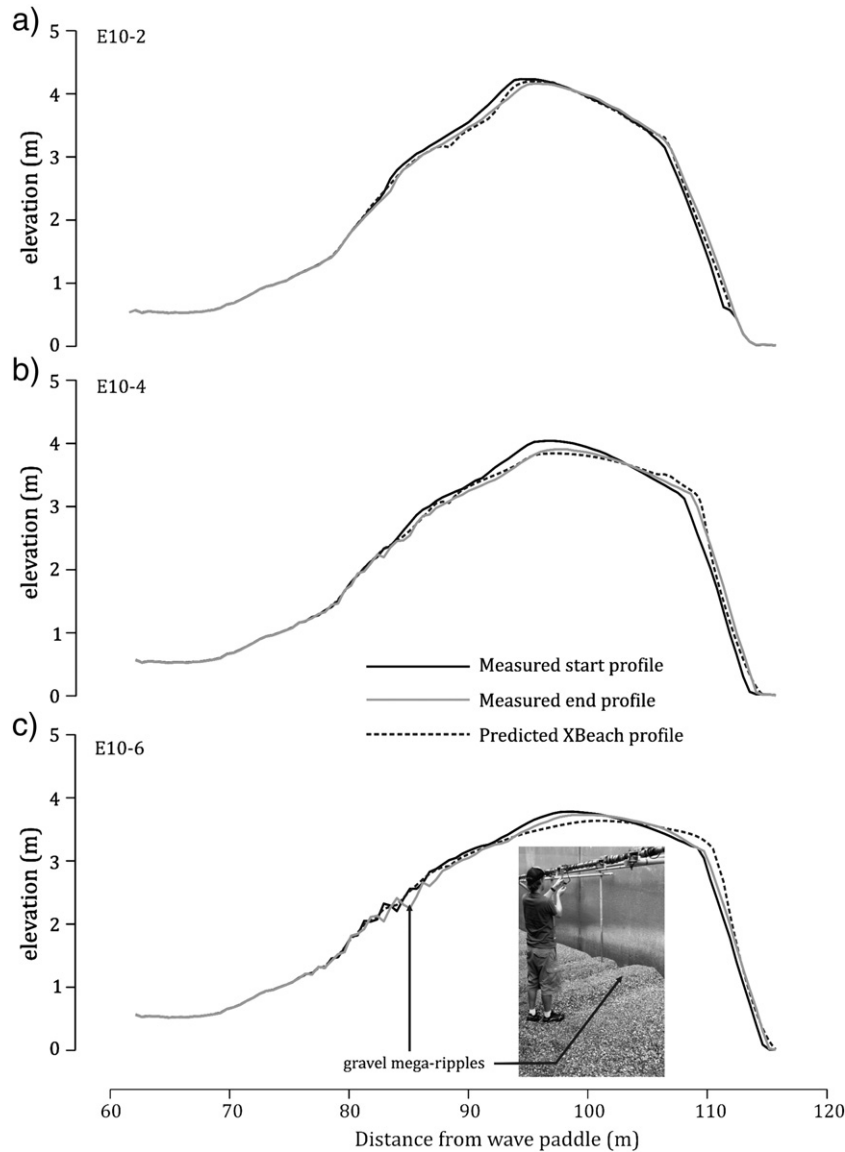 a)
E10-2
5
4
3
2
1
0
elevation (m)
b)
E10-4
5
4
3
2
1
0
elevation (m)
Measured start profile
Measured end profile
Predicted XBeach profile
c)
E10-6
5
4
3
2
1
0
elevation (m)
gravel mega-ripples
60 70 80 90 100 110 120
Distance from wave paddle (m)